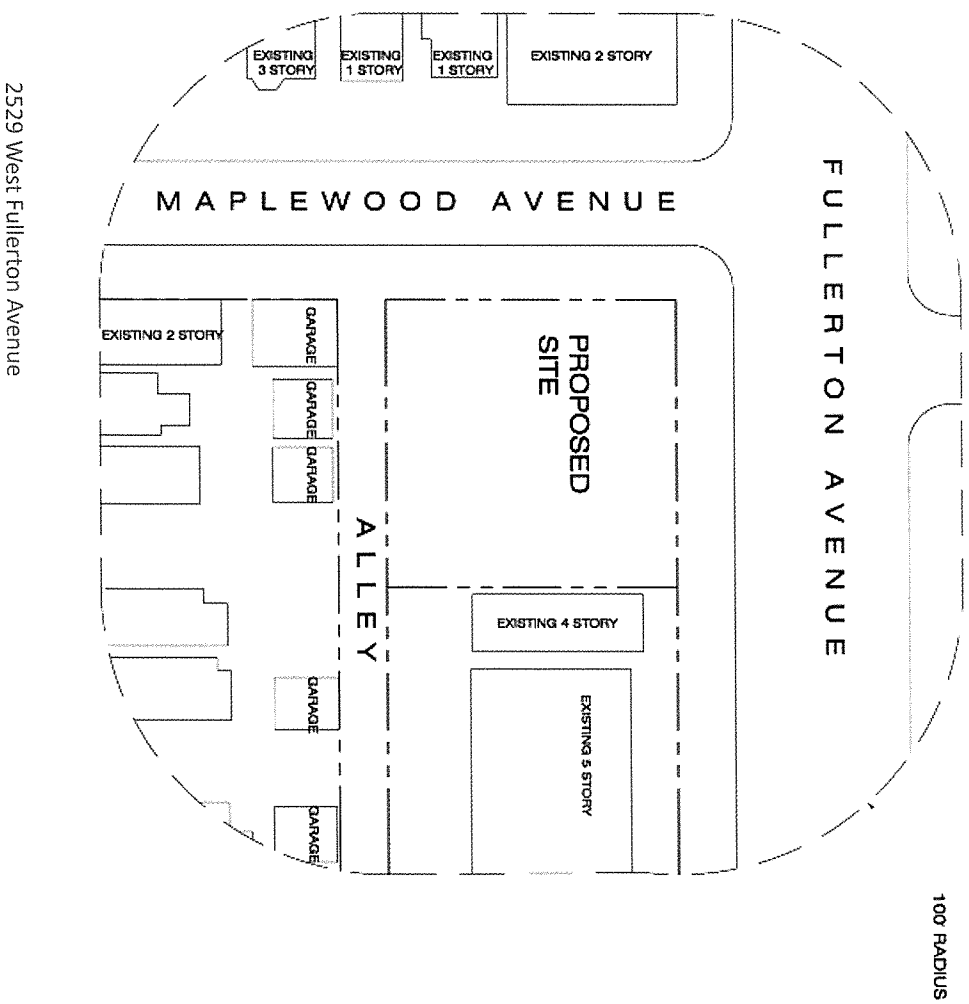 EXISTING
3 STORY
EXISTING
1 STORY
EXISTING
1 STORY
EXISTING 2 STORY
MAPLEWOOD AVENUE
FULLERTON AVENUE
2529 West Fullerton Avenue
EXISTING 2 STORY
GARAGE
GARAGE
GARAGE
PROPOSED
SITE
ALLEY
EXISTING 4 STORY
EXISTING 5 STORY
GARAGE
GARAGE
100' RADIUS